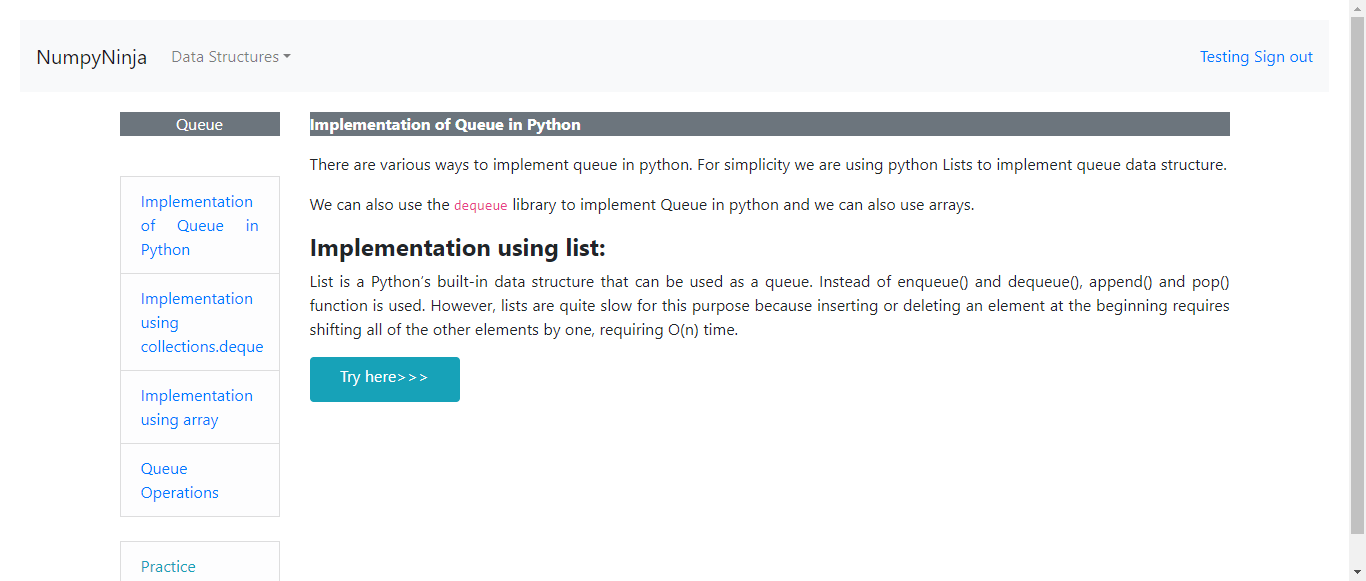 NumpyNinja Data Structures Testing Sign out
Queue
Implementation
of Queue in
Python
Implementation
using
collections.deque
Implementation
using array
Queue
Operations
Practice
Implementation of Queue in Python
There are various ways to implement queue in python. For simplicity we are using python Lists to implement queue data structure.
We can also use the dequeue library to implement Queue in python and we can also use arrays.
Implementation using list:
List is a Python’s built-in data structure that can be used as a queue. Instead of enqueue() and dequeue(), append() and pop()
function is used. However, lists are quite slow for this purpose because inserting or deleting an element at the beginning requires
shifting all of the other elements by one, requiring O(n) time.
Try here>>>